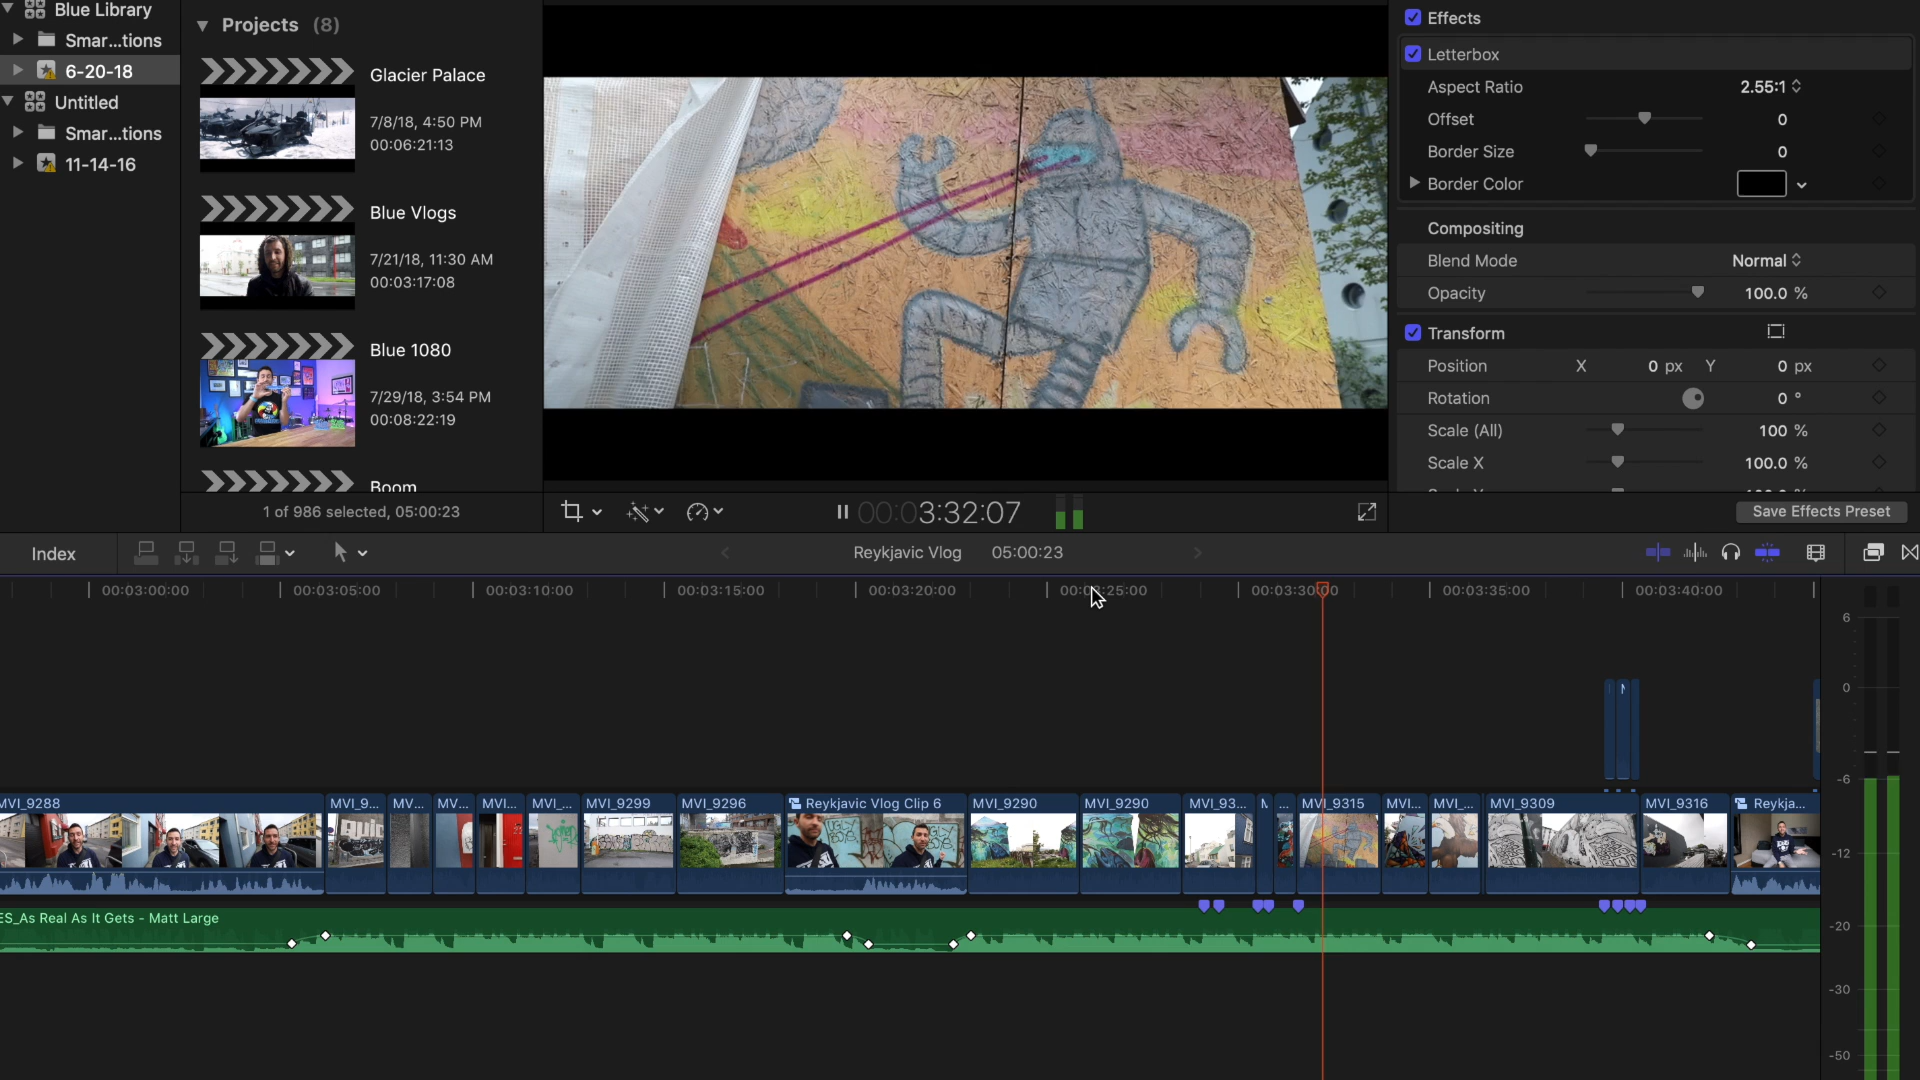 Blue Library
Smar...tions
6-20-18
Untitled
Smar...tions
11-14-16
Projects (8)
Glacier Palace
7/8/18, 4:50 PM
00:06:21:13
Blue Vlogs
7/21/18, 11:30 AM
00:03:17:08
Blue 1080
7/29/18, 3:54 PM
00:08:22:19
Boom
1 of 986 selected, 05:00:23
00:03:32:07
Effects
Letterbox
Aspect Ratio 2.55:1
Offset 0
Border Size 0
Border Color
Compositing
Blend Mode Normal
Opacity 100.0 %
Transform
Position X 0 px Y 0 px
Rotation 0 °
Scale (All) 100 %
Scale X 100.0 %
Save Effects Preset
Index
Reykjavic Vlog 05:00:23
00:03:00:00 00:03:05:00 00:03:10:00 00:03:15:00 00:03:20:00 00:03:25:00 00:03:30:00 00:03:35:00 00:03:40:00
6
0
-6
-12
-20
-30
-50
MVI_9288 MVI_9... MV... MV... MVI... MVI_... MVI_9299 MVI_9296 Reykjavic Vlog Clip 6 MVI_9290 MVI_9290 MVI_93... ... MVI_9315 MVI... MVI_... MVI_9309 MVI_9316 Reykja...
ES_As Real As It Gets - Matt Large